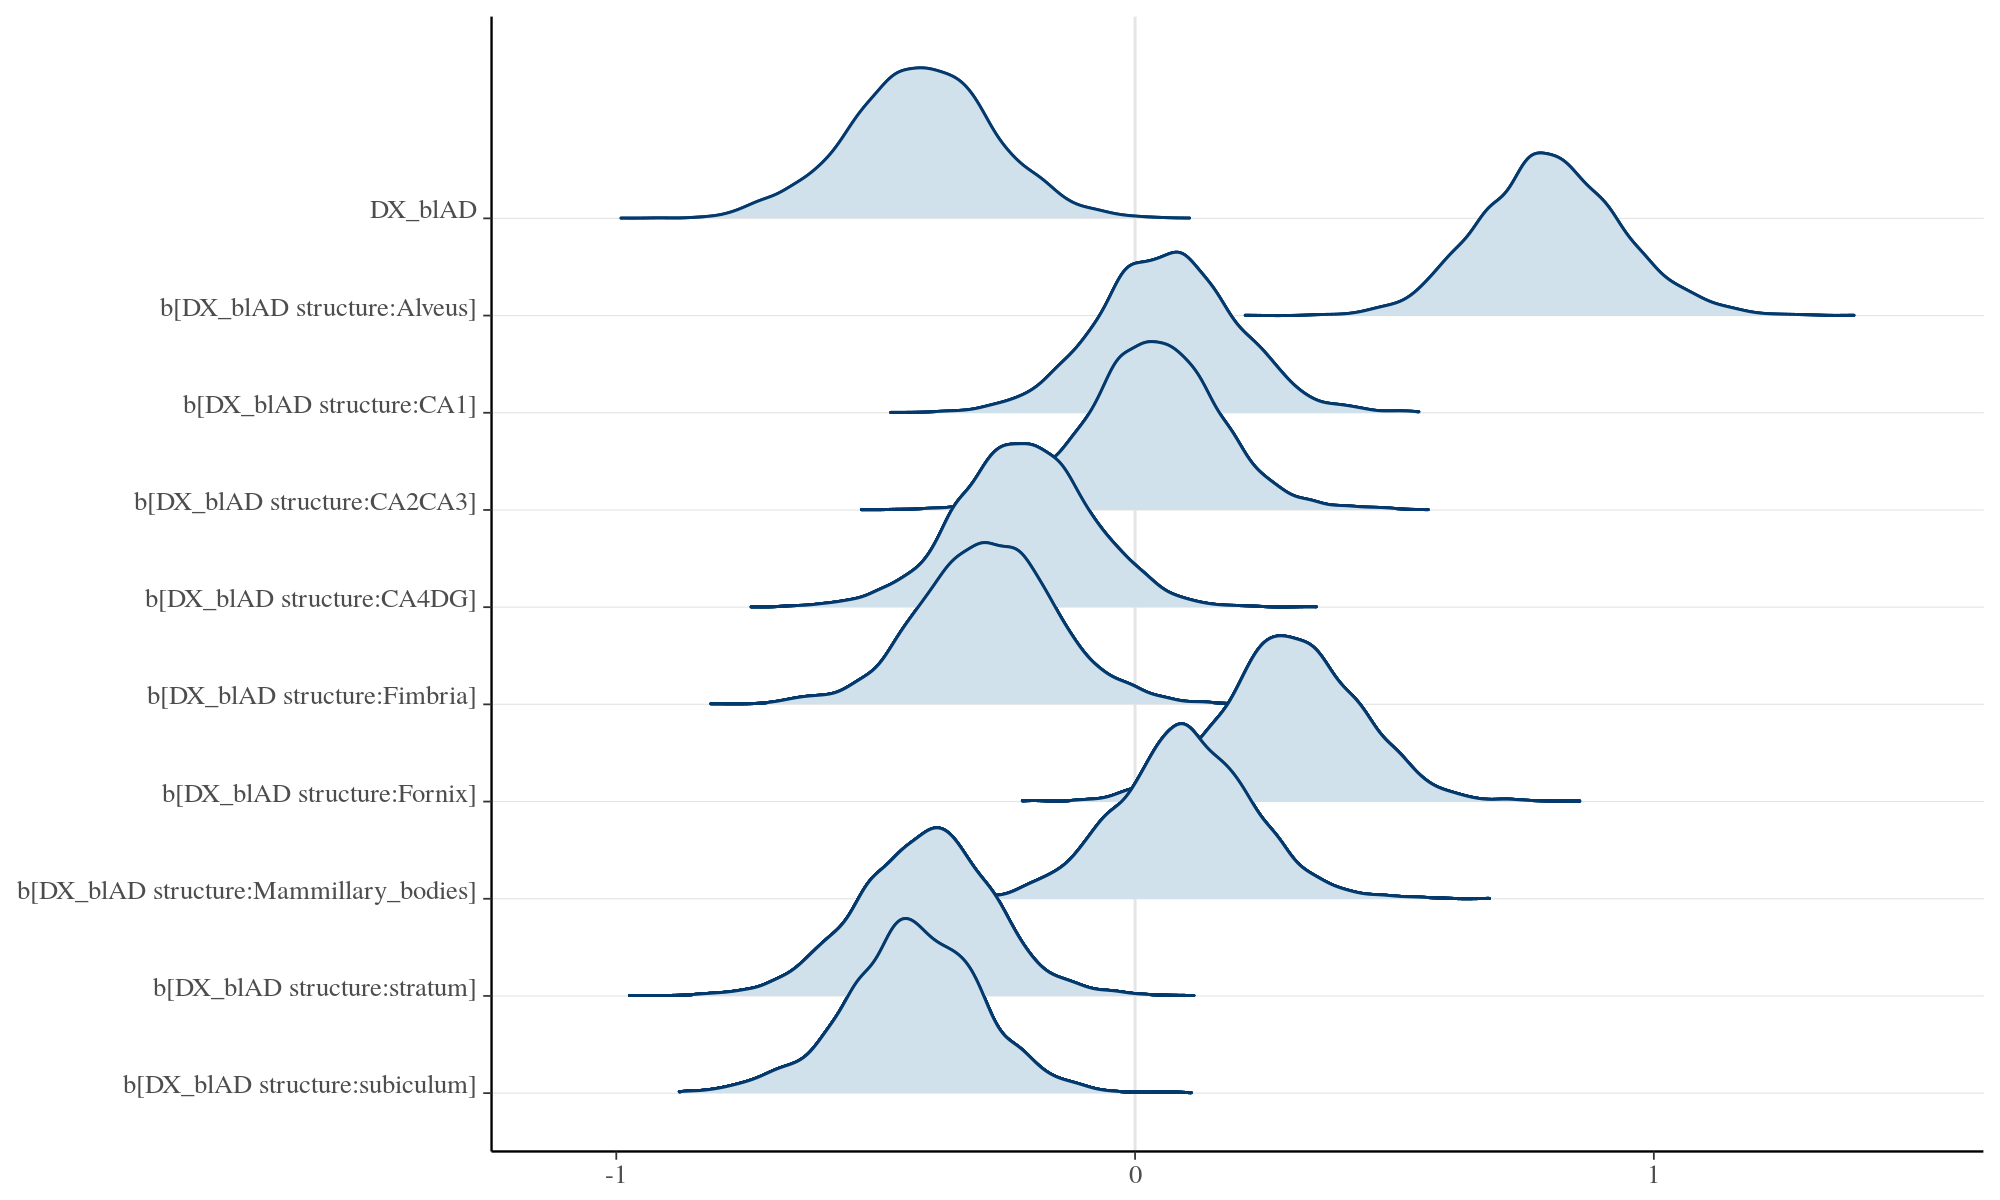 DX_blAD
b[DX_blAD structure:Alveus]
b[DX_blAD structure:CA1]
b[DX_blAD structure:CA2CA3]
b[DX_blAD structure:CA4DG]
b[DX_blAD structure:Fimbria]
b[DX_blAD structure:Fornix]
b[DX_blAD structure:Mammillary_bodies]
b[DX_blAD structure:stratum]
b[DX_blAD structure:subiculum]
-1 0 1